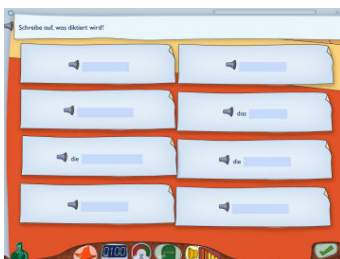 Schreibe auf, was diktiert wird!
das
die
die
01:00